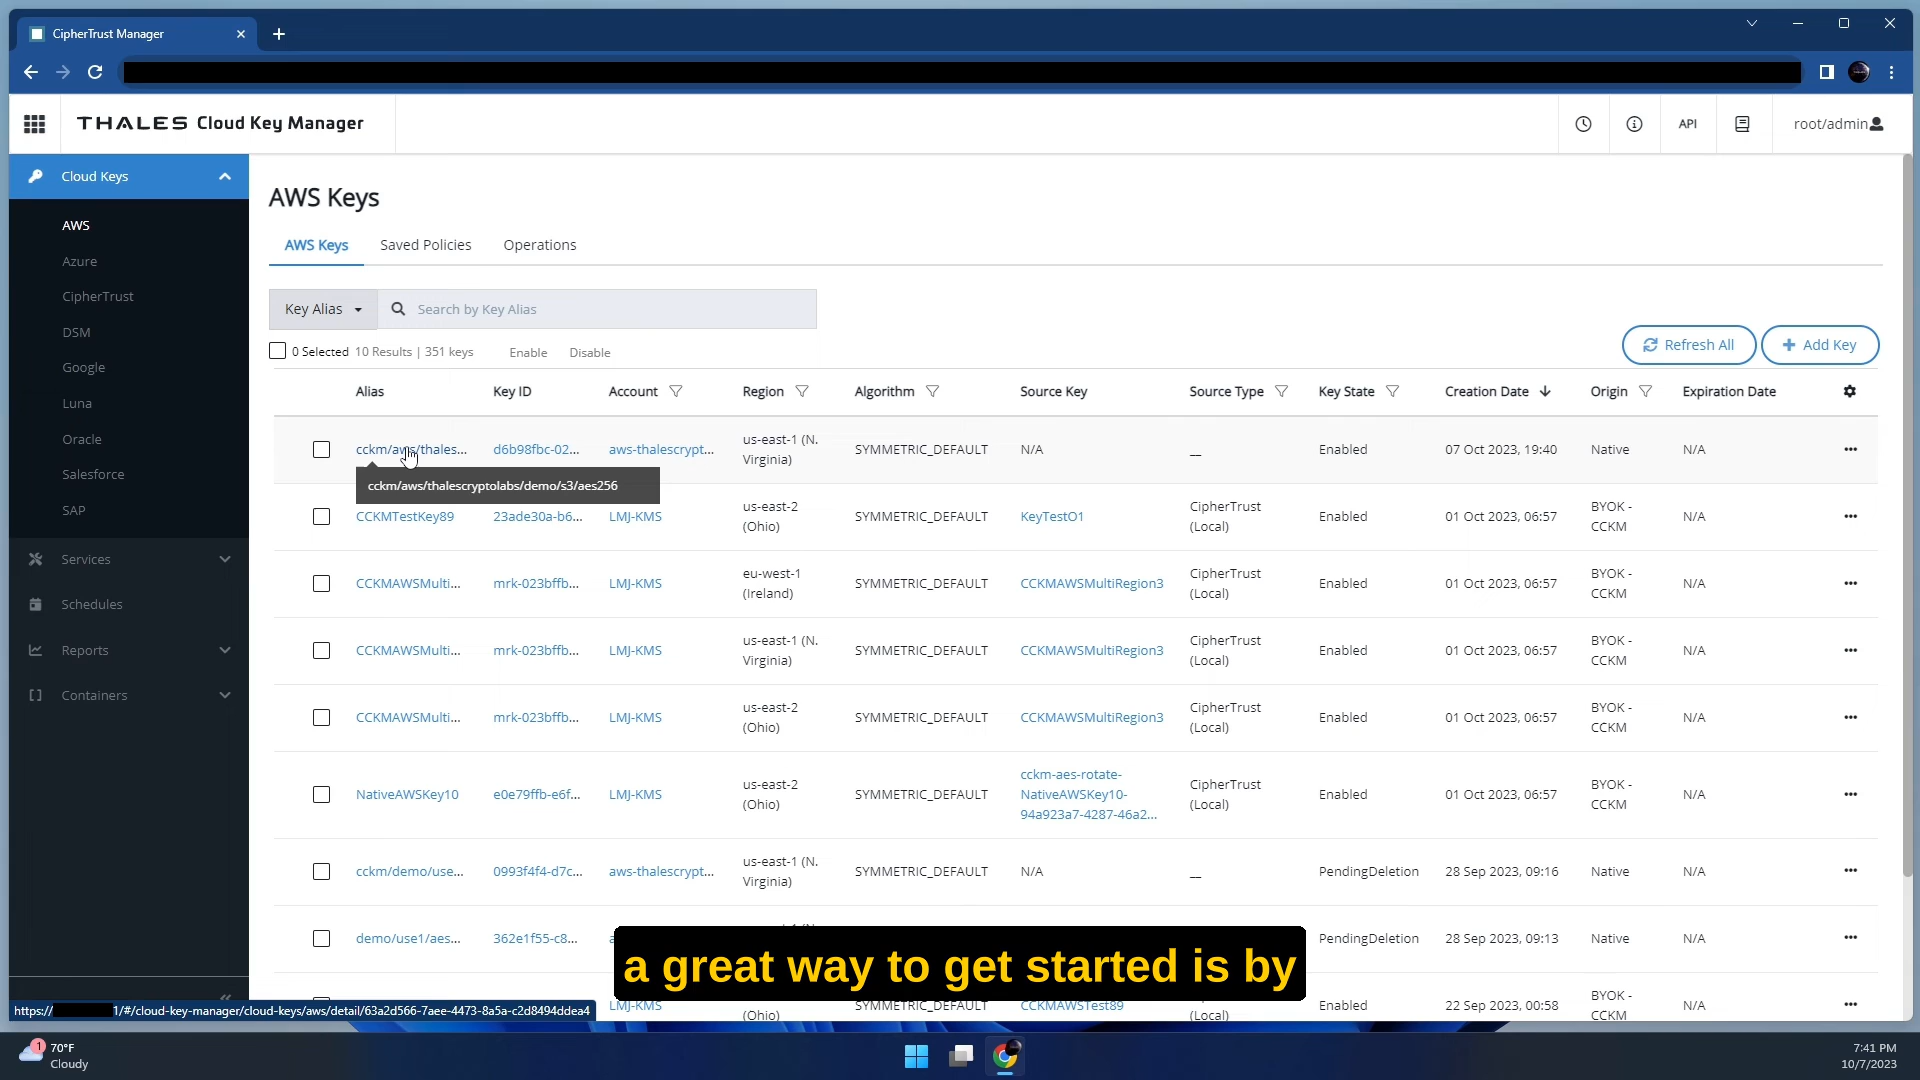 CipherTrust Manager
THALES Cloud Key Manager
API
root/admin
Cloud Keys
AWS
Azure
CipherTrust
DSM
Google
Luna
Oracle
Salesforce
SAP
Services
Schedules
Reports
Containers
AWS Keys
AWS Keys Saved Policies Operations
Key Alias Search by Key Alias
0 Selected 10 Results | 351 keys Enable Disable
Refresh All Add Key
Alias Key ID Account Region Algorithm Source Key Source Type Key State Creation Date Origin Expiration Date
cckm/aws/thales... d6b98fbc-02... aws-thalescrypt... us-east-1 (N. SYMMETRIC_DEFAULT N/A __ Enabled 07 Oct 2023, 19:40 Native N/A
Virginia)
cckm/aws/thalescryptolabs/demo/s3/aes256
CCKMTestKey89 23ade30a-b6... LMJ-KMS us-east-2 SYMMETRIC_DEFAULT KeyTestO1 CipherTrust Enabled 01 Oct 2023, 06:57 BYOK - N/A
(Ohio) (Local) CCKM
CCKMAWSMulti... mrk-023bffb... LMJ-KMS eu-west-1 SYMMETRIC_DEFAULT CCKMAWSMultiRegion3 CipherTrust Enabled 01 Oct 2023, 06:57 BYOK - N/A
(Ireland) (Local) CCKM
CCKMAWSMulti... mrk-023bffb... LMJ-KMS us-east-1 (N. SYMMETRIC_DEFAULT CCKMAWSMultiRegion3 CipherTrust Enabled 01 Oct 2023, 06:57 BYOK - N/A
Virginia) (Local) CCKM
CCKMAWSMulti... mrk-023bffb... LMJ-KMS us-east-2 SYMMETRIC_DEFAULT CCKMAWSMultiRegion3 CipherTrust Enabled 01 Oct 2023, 06:57 BYOK - N/A
(Ohio) (Local) CCKM
NativeAWSKey10 e0e79ffb-e6f... LMJ-KMS us-east-2 SYMMETRIC_DEFAULT cckm-aes-rotate- CipherTrust Enabled 01 Oct 2023, 06:57 BYOK - N/A
(Ohio) NativeAWSKey10- (Local) CCKM
94a923a7-4287-46a2...
cckm/demo/use... 0993f4f4-d7c... aws-thalescrypt... us-east-1 (N. SYMMETRIC_DEFAULT N/A __ PendingDeletion 28 Sep 2023, 09:16 Native N/A
Virginia)
demo/use1/aes... 362e1f55-c8... PendingDeletion 28 Sep 2023, 09:13 Native N/A
a great way to get started is by
LMJ-KMS (Ohio) CCKMAWSTest89 (Local) Enabled 22 Sep 2023, 00:58 BYOK - N/A
CCKM
https:// 1/#/cloud-key-manager/cloud-keys/aws/detail/63a2d566-7aee-4473-8a5a-c2d8494ddea4
1
70°F
Cloudy
7:41 PM
10/7/2023